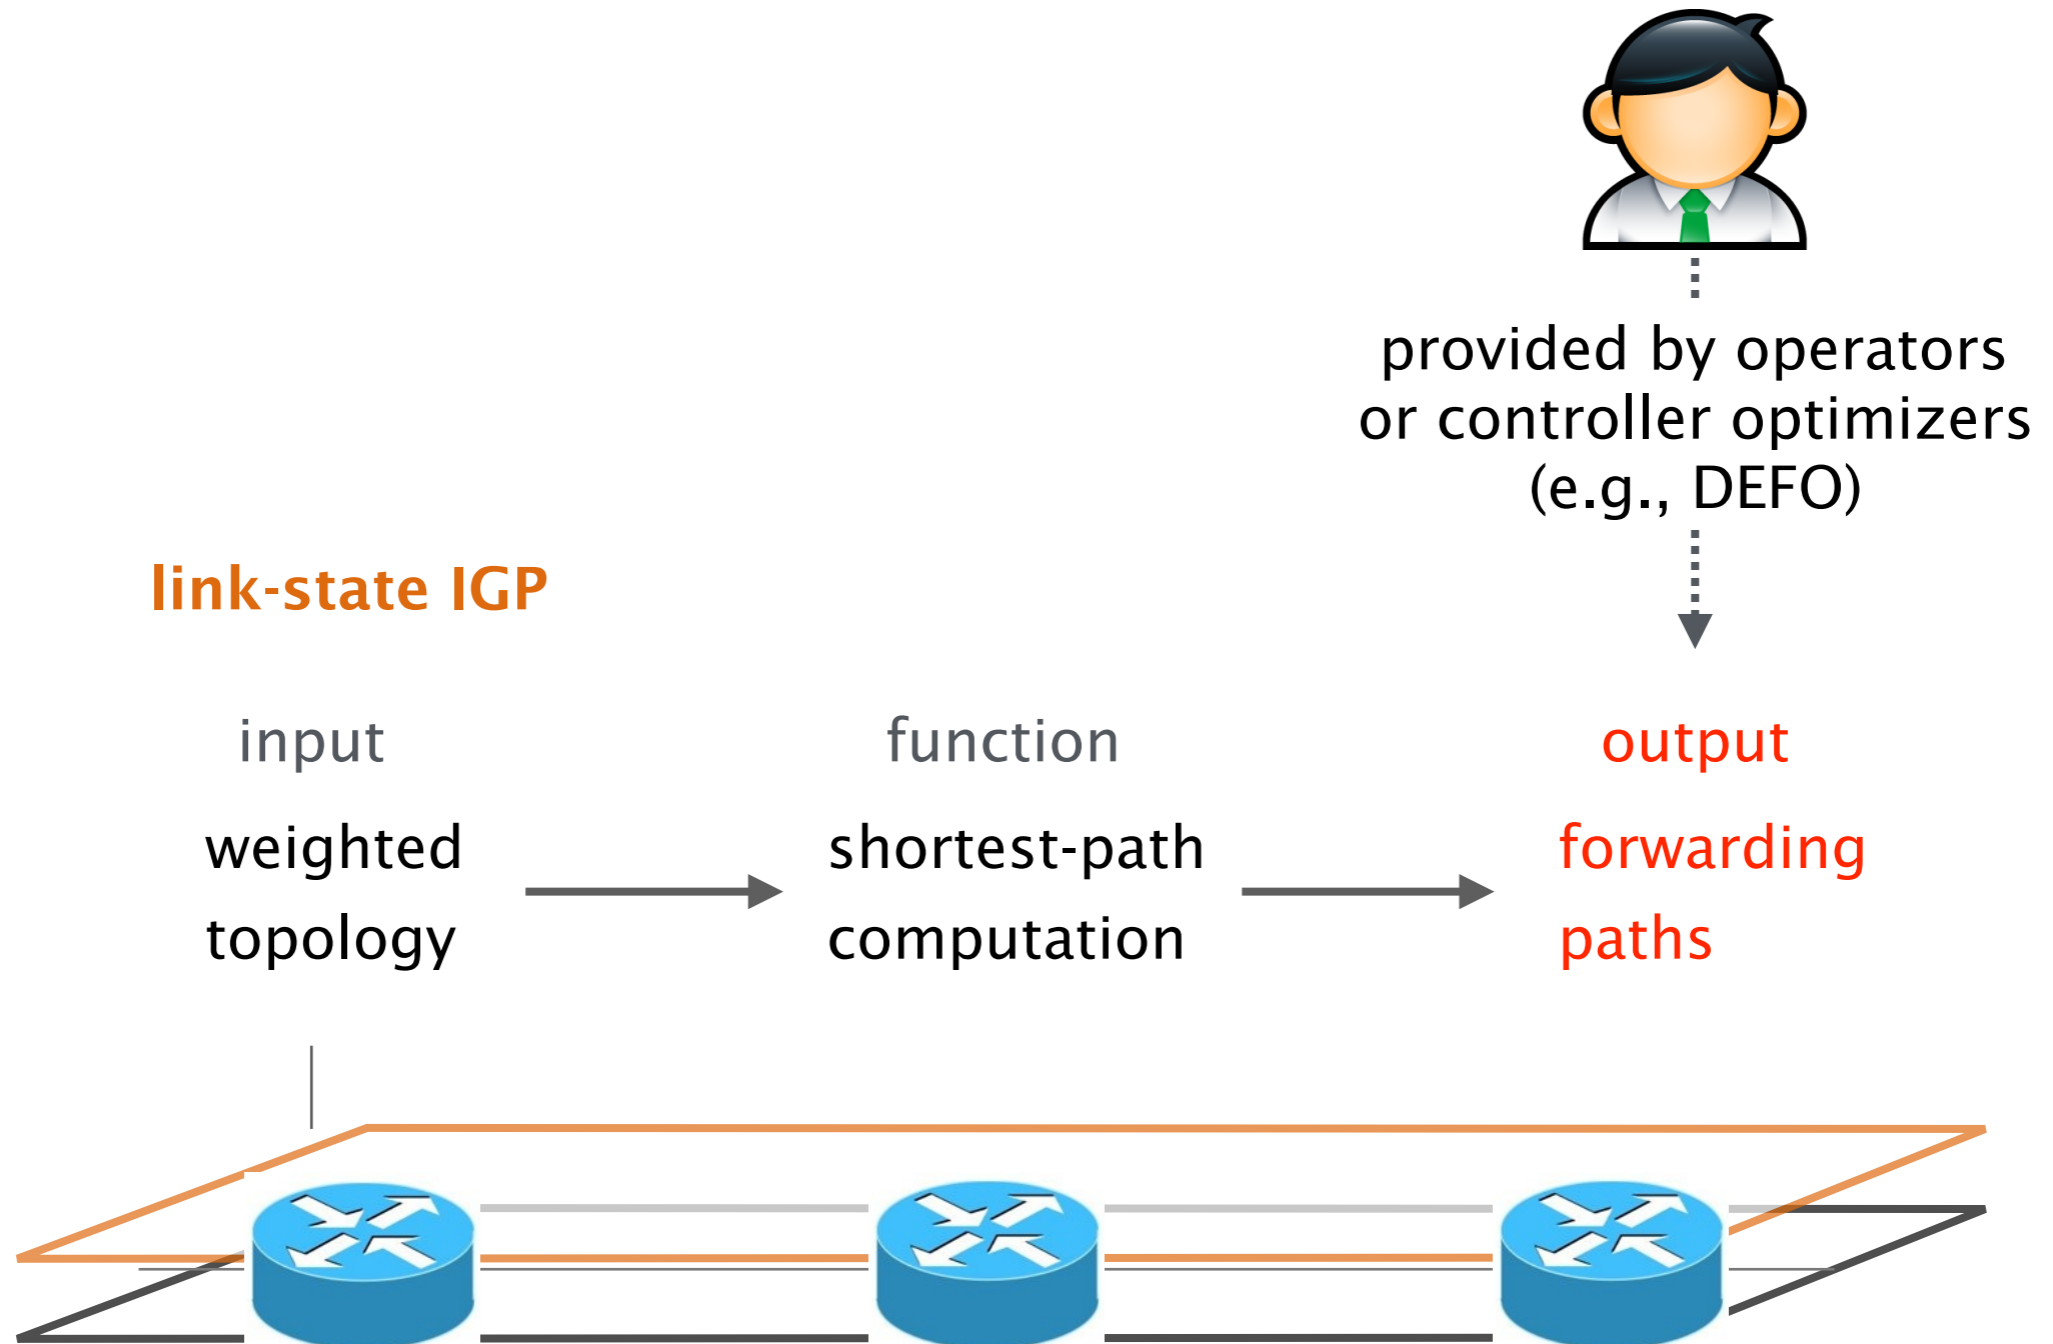 provided by operators
or controller optimizers
(e.g., DEFO)
link-state IGP
input
function
output
weighted
shortest-path
forwarding
topology
computation
paths